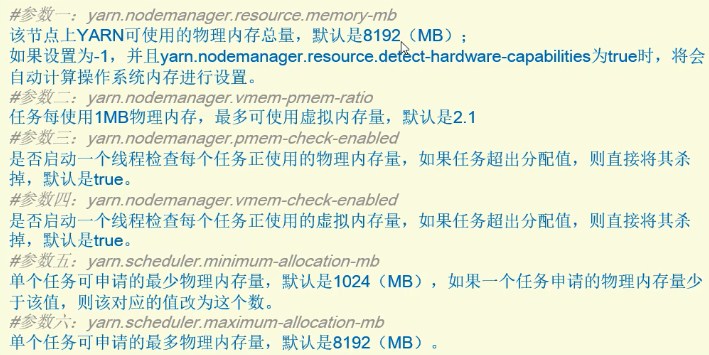 #参数一：yarn.nodemanager.resource.memory-mb
该节点上YARN可使用的物理内存总量，默认是8192（MB）；
如果设置为-1，并且yarn.nodemanager.resource.detect-hardware-capabilities为true时，将会
自动计算操作系统内存进行设置。
#参数二：yarn.nodemanager.vmem-pmem-ratio
任务每使用1MB物理内存，最多可使用虚拟内存量，默认是2.1
#参数三：yarn.nodemanager.pmem-check-enabled
是否启动一个线程检查每个任务正使用的物理内存量，如果任务超出分配值，则直接将其杀
掉，默认是true。
#参数四：yarn.nodemanager.vmem-check-enabled
是否启动一个线程检查每个任务正使用的虚拟内存量，如果任务超出分配值，则直接将其杀
掉，默认是true。
#参数五：yarn.scheduler.minimum-allocation-mb
单个任务可申请的最少物理内存量，默认是1024（MB），如果一个任务申请的物理内存量少
于该值，则该对应的值改为这个数。
#参数六：yarn.scheduler.maximum-allocation-mb
单个任务可申请的最多物理内存量，默认是8192（MB）。